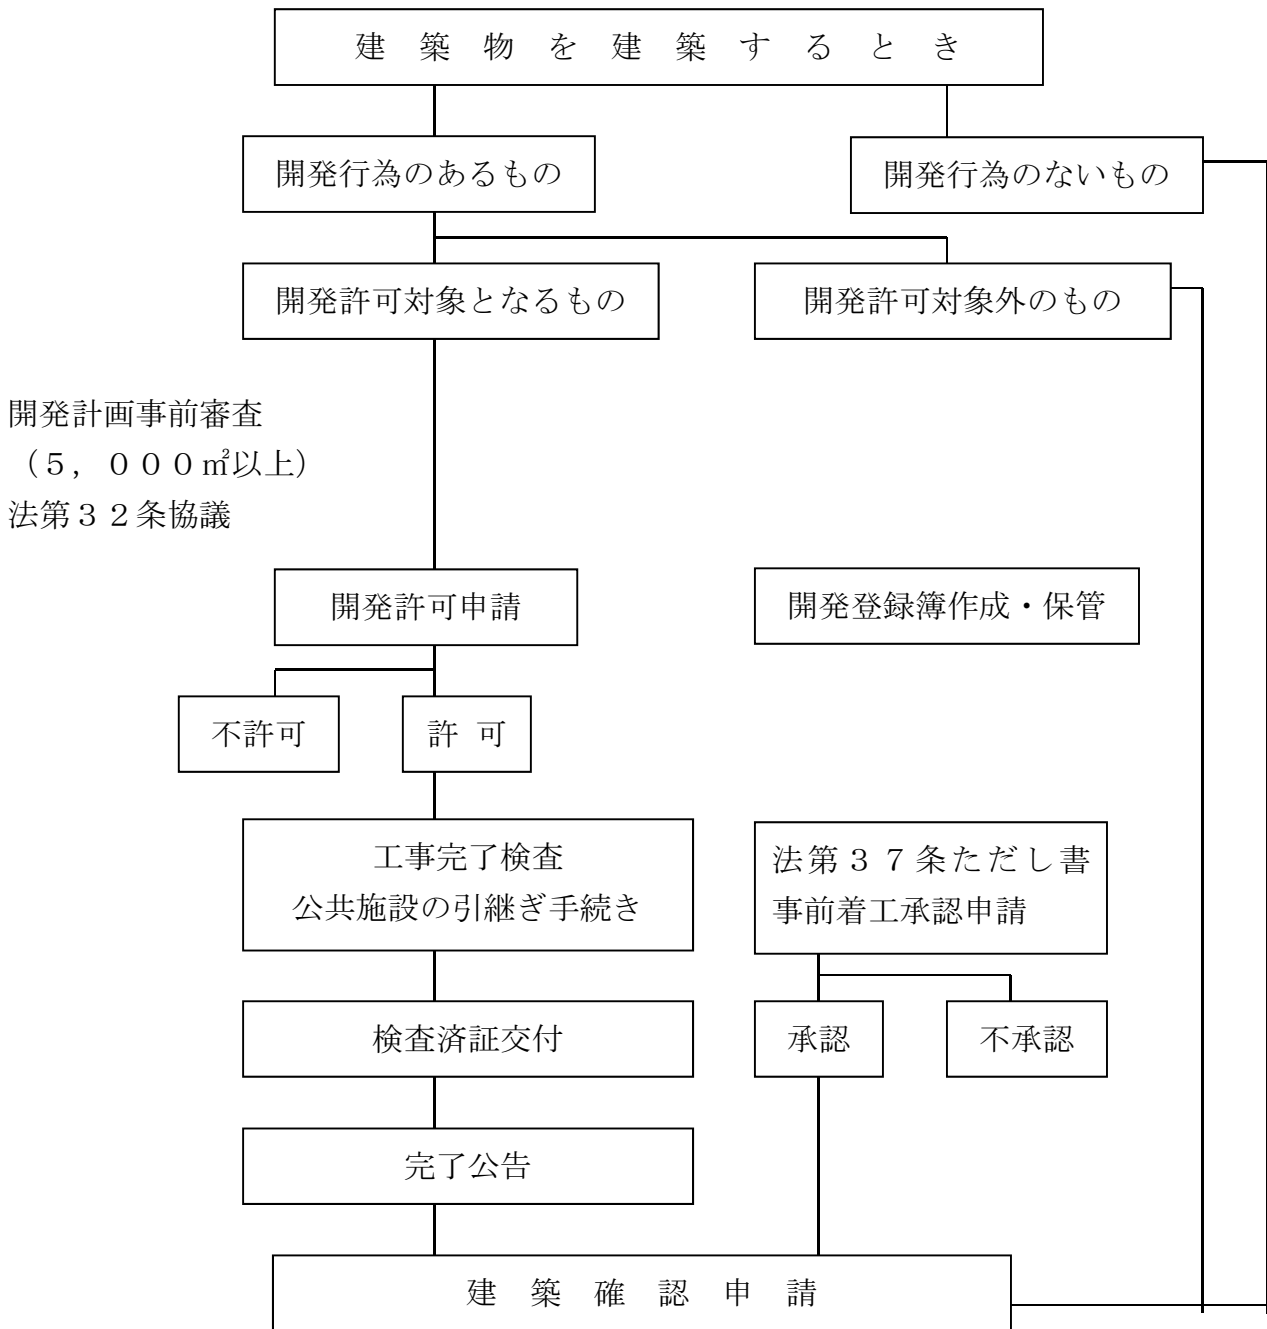 建築物を建築するとき
開発行為のあるもの
開発行為のないもの
開発許可対象となるもの
開発許可対象外のもの
開発計画事前審査
（５，０００㎡以上）
法第３２条協議
開発許可申請
開発登録簿作成・保管
不許可
許可
工事完了検査
公共施設の引継ぎ手続き
法第３７条ただし書
事前着工承認申請
検査済証交付
承認
不承認
完了公告
建築確認申請